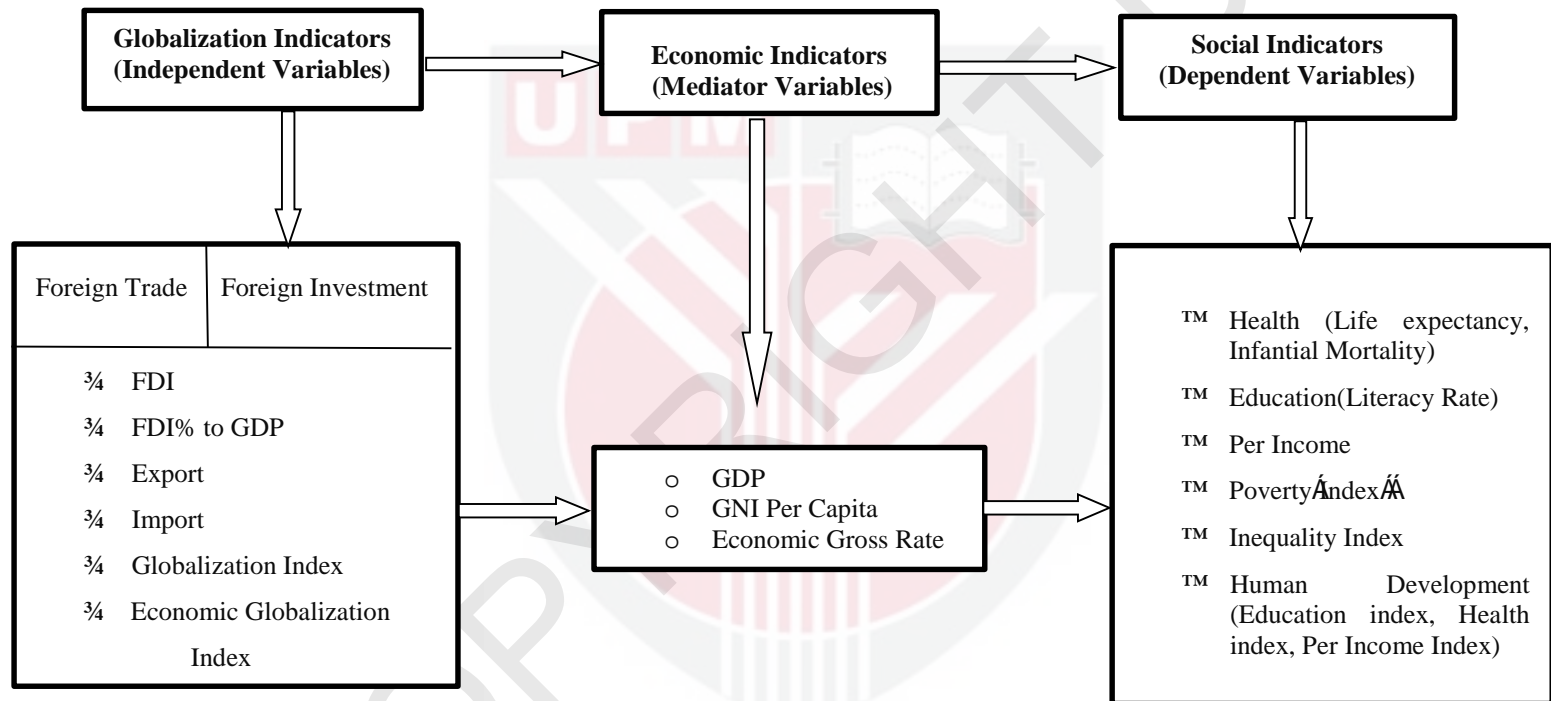 Globalization Indicators
(Independent Variables)
Economic Indicators
(Mediator Variables)
Social Indicators
(Dependent Variables)
UPM
Foreign Trade
Foreign Investment
¾ FDI
¾ FDI% to GDP
¾ Export
¾ Import
¾ Globalization Index
¾ Economic Globalization
Index
o GDP
o GNI Per Capita
o Economic Gross Rate
™ Health (Life expectancy,
Infantial Mortality)
™ Education(Literacy Rate)
™ Per Income
™ Poverty
™ Inequality Index
™ Human Development
(Education index, Health
index, Per Income Index)
COPYRIGHT